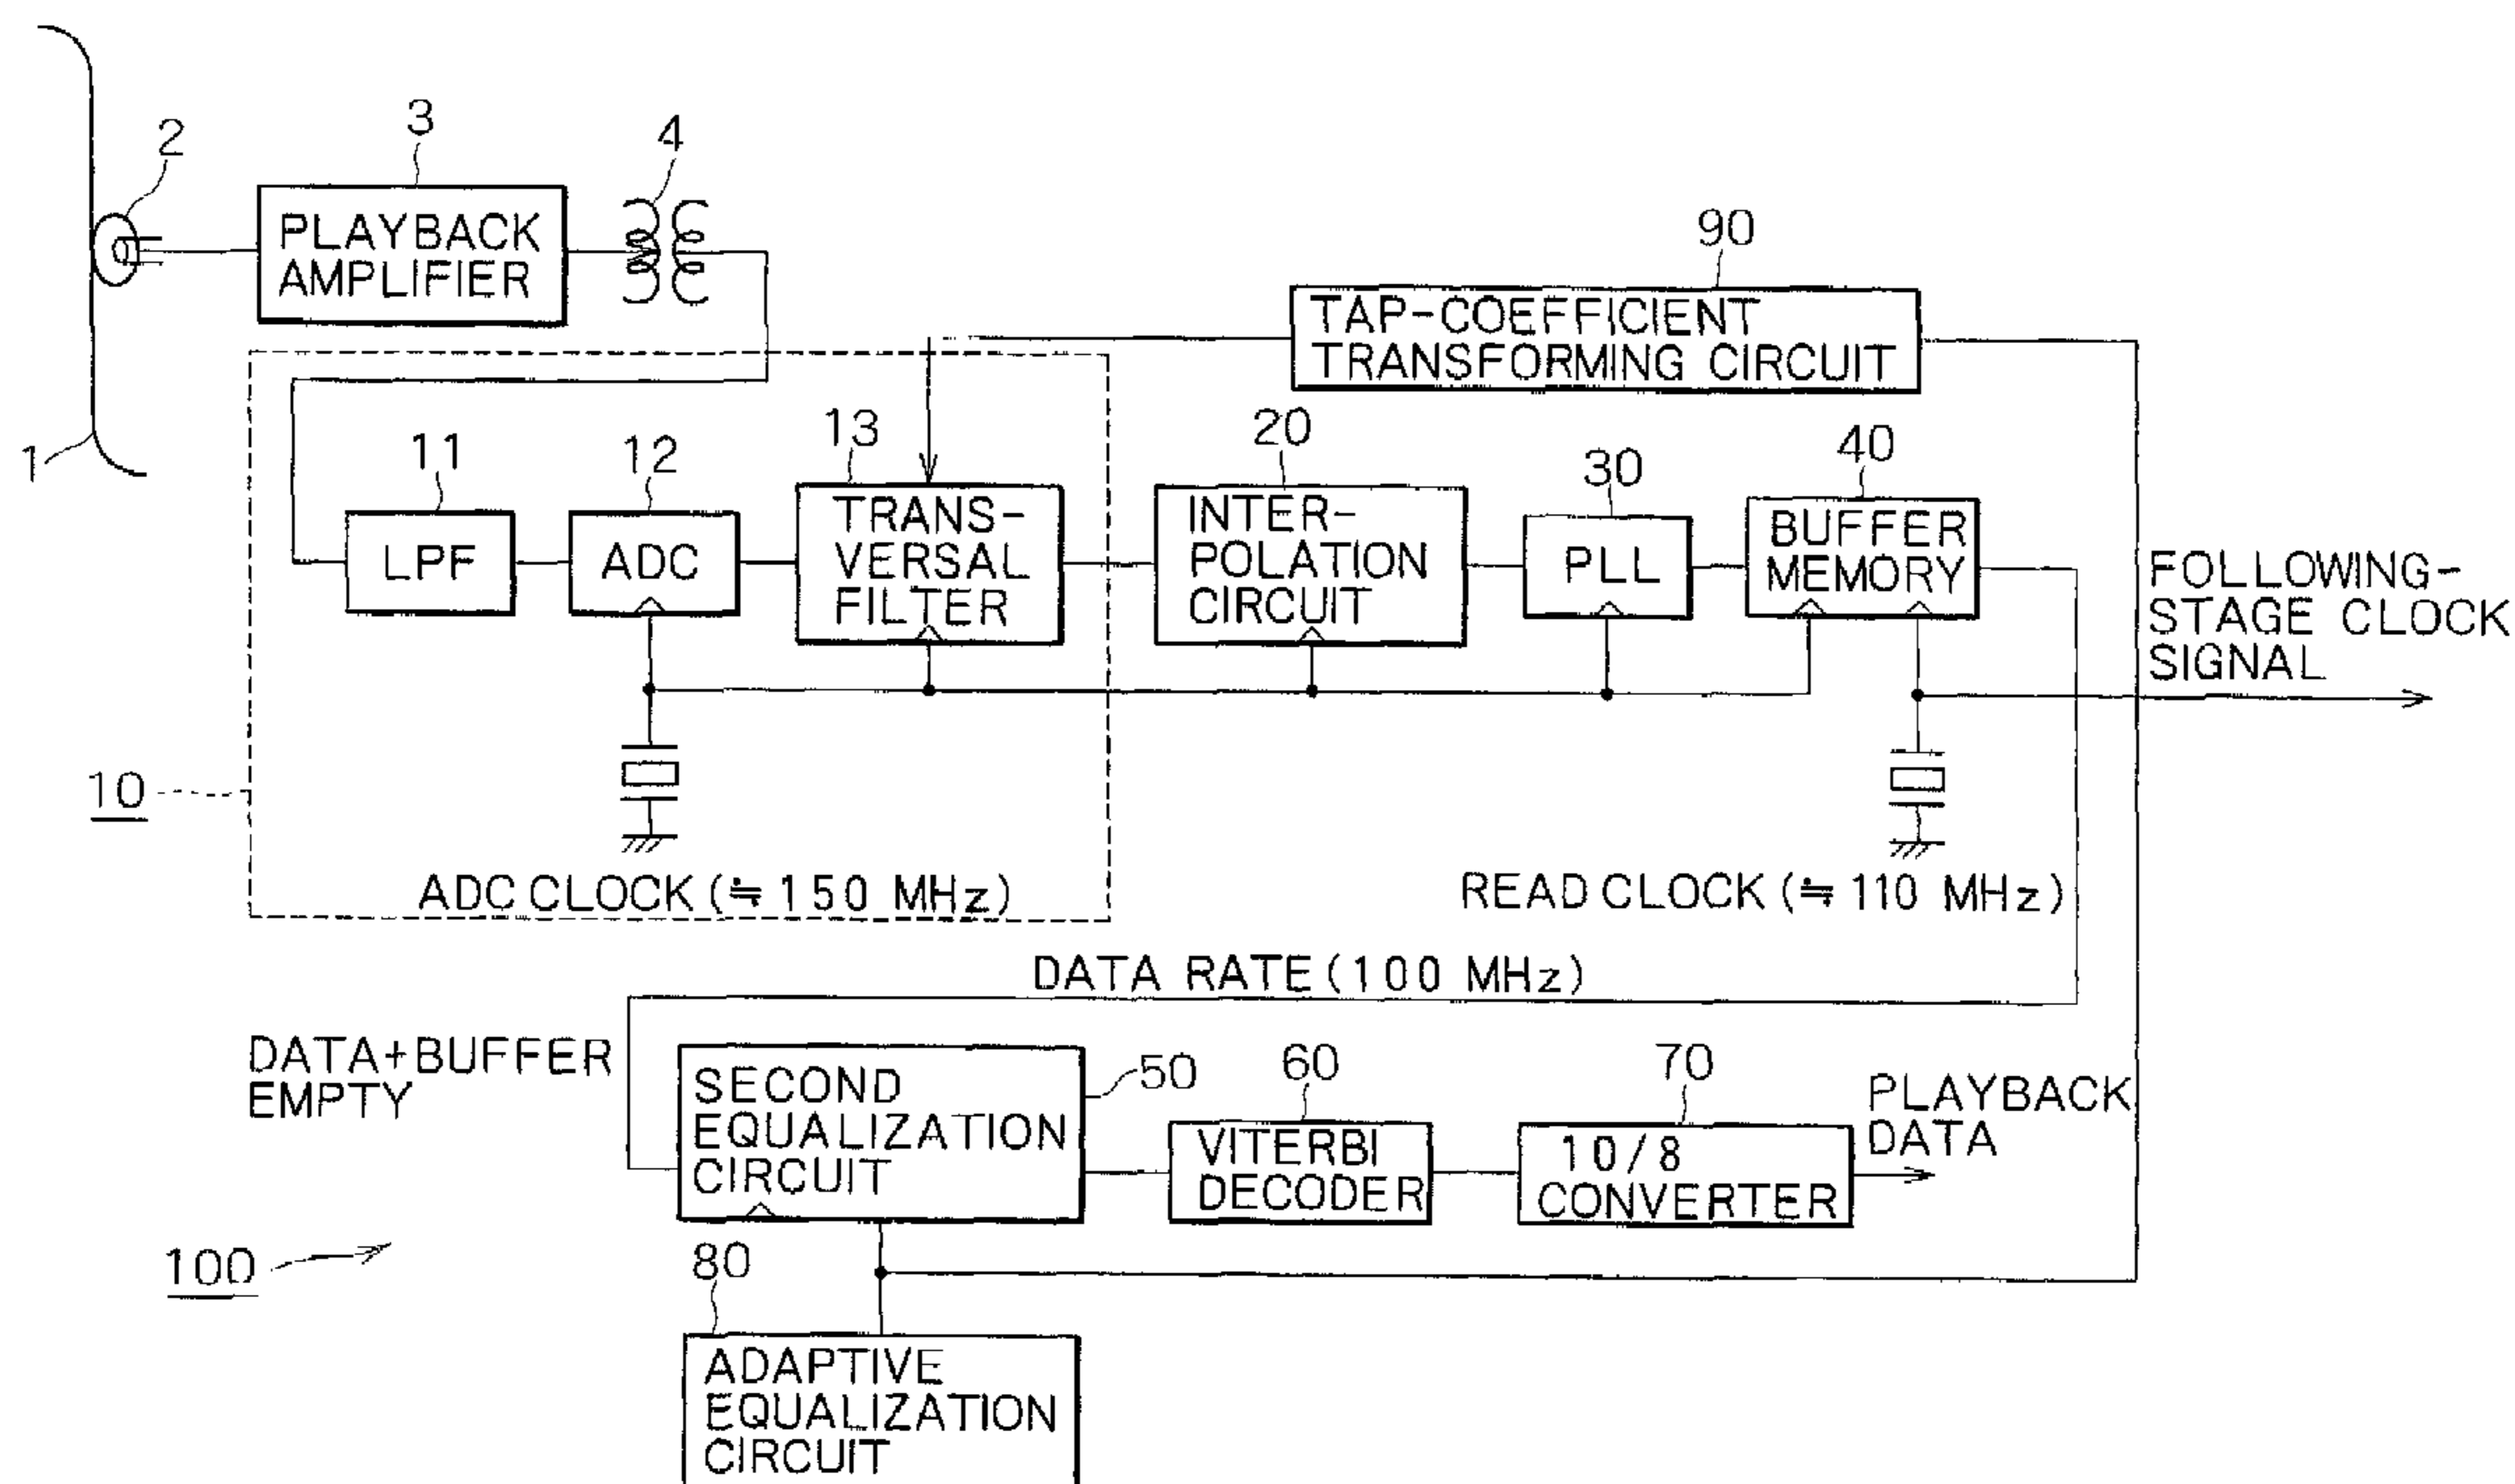 3
4
2
PLAYBACK
AMPLIFIER
90
TAP-COEFFICIENT
TRANSFORMING CIRCUIT
1
11
12
13
20
30
40
LPF
ADC
TRANS-
VERSAL
FILTER
INTER-
POLATION
CIRCUIT
PLL
BUFFER
MEMORY
FOLLOWING-
STAGE CLOCK
SIGNAL
10
ADC CLOCK (≒ 150 MHz)
READ CLOCK (≒ 110 MHz)
DATA RATE (100 MHz)
DATA+BUFFER
EMPTY
SECOND
EQUALIZATION
CIRCUIT
50
60
VITERBI
DECODER
70
10/8
CONVERTER
PLAYBACK
DATA
100
80
ADAPTIVE
EQUALIZATION
CIRCUIT